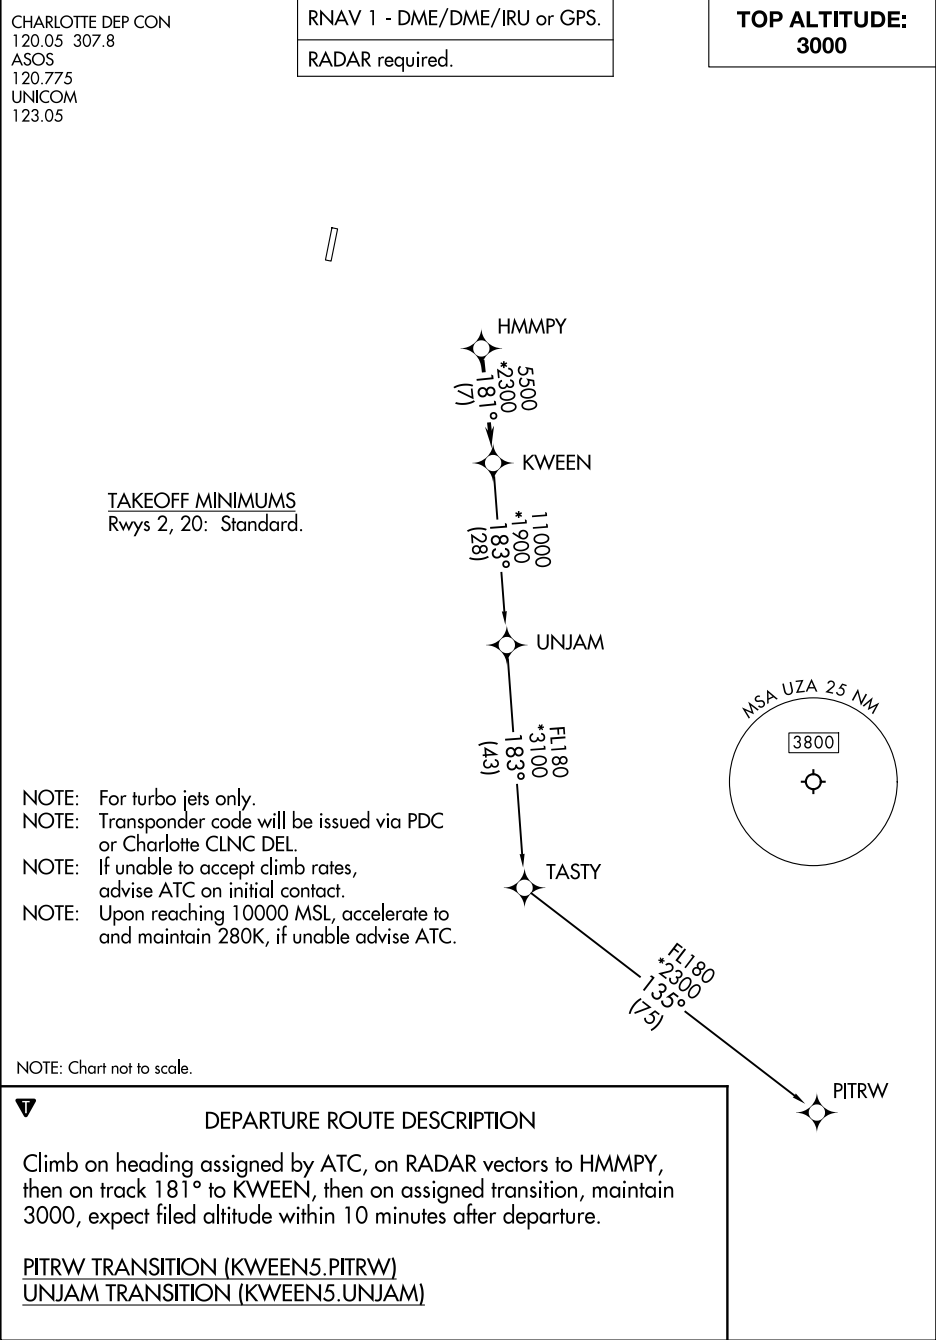 CHARLOTTE DEP CON
120.05 307.8
ASOS
120.775
UNICOM
123.05
RNAV 1 - DME/DME/IRU or GPS.
RADAR required.
TOP ALTITUDE:
3000
HMMPY
5500
*2300
181°
(7)
KWEEN
TAKEOFF MINIMUMS
Rwys 2, 20: Standard.
11000
*1900
183°
(28)
UNJAM
MSA UZA 25 NM
3800
FL180
*3100
183°
(43)
NOTE: For turbo jets only.
NOTE: Transponder code will be issued via PDC
or Charlotte CLNC DEL.
NOTE: If unable to accept climb rates,
advise ATC on initial contact.
NOTE: Upon reaching 10000 MSL, accelerate to
and maintain 280K, if unable advise ATC.
TASTY
FL180
*2300
135°
(75)
NOTE: Chart not to scale.
PITRW
T
DEPARTURE ROUTE DESCRIPTION
Climb on heading assigned by ATC, on RADAR vectors to HMMPY,
then on track 181° to KWEEN, then on assigned transition, maintain
3000, expect filed altitude within 10 minutes after departure.
PITRW TRANSITION (KWEEN5.PITRW)
UNJAM TRANSITION (KWEEN5.UNJAM)